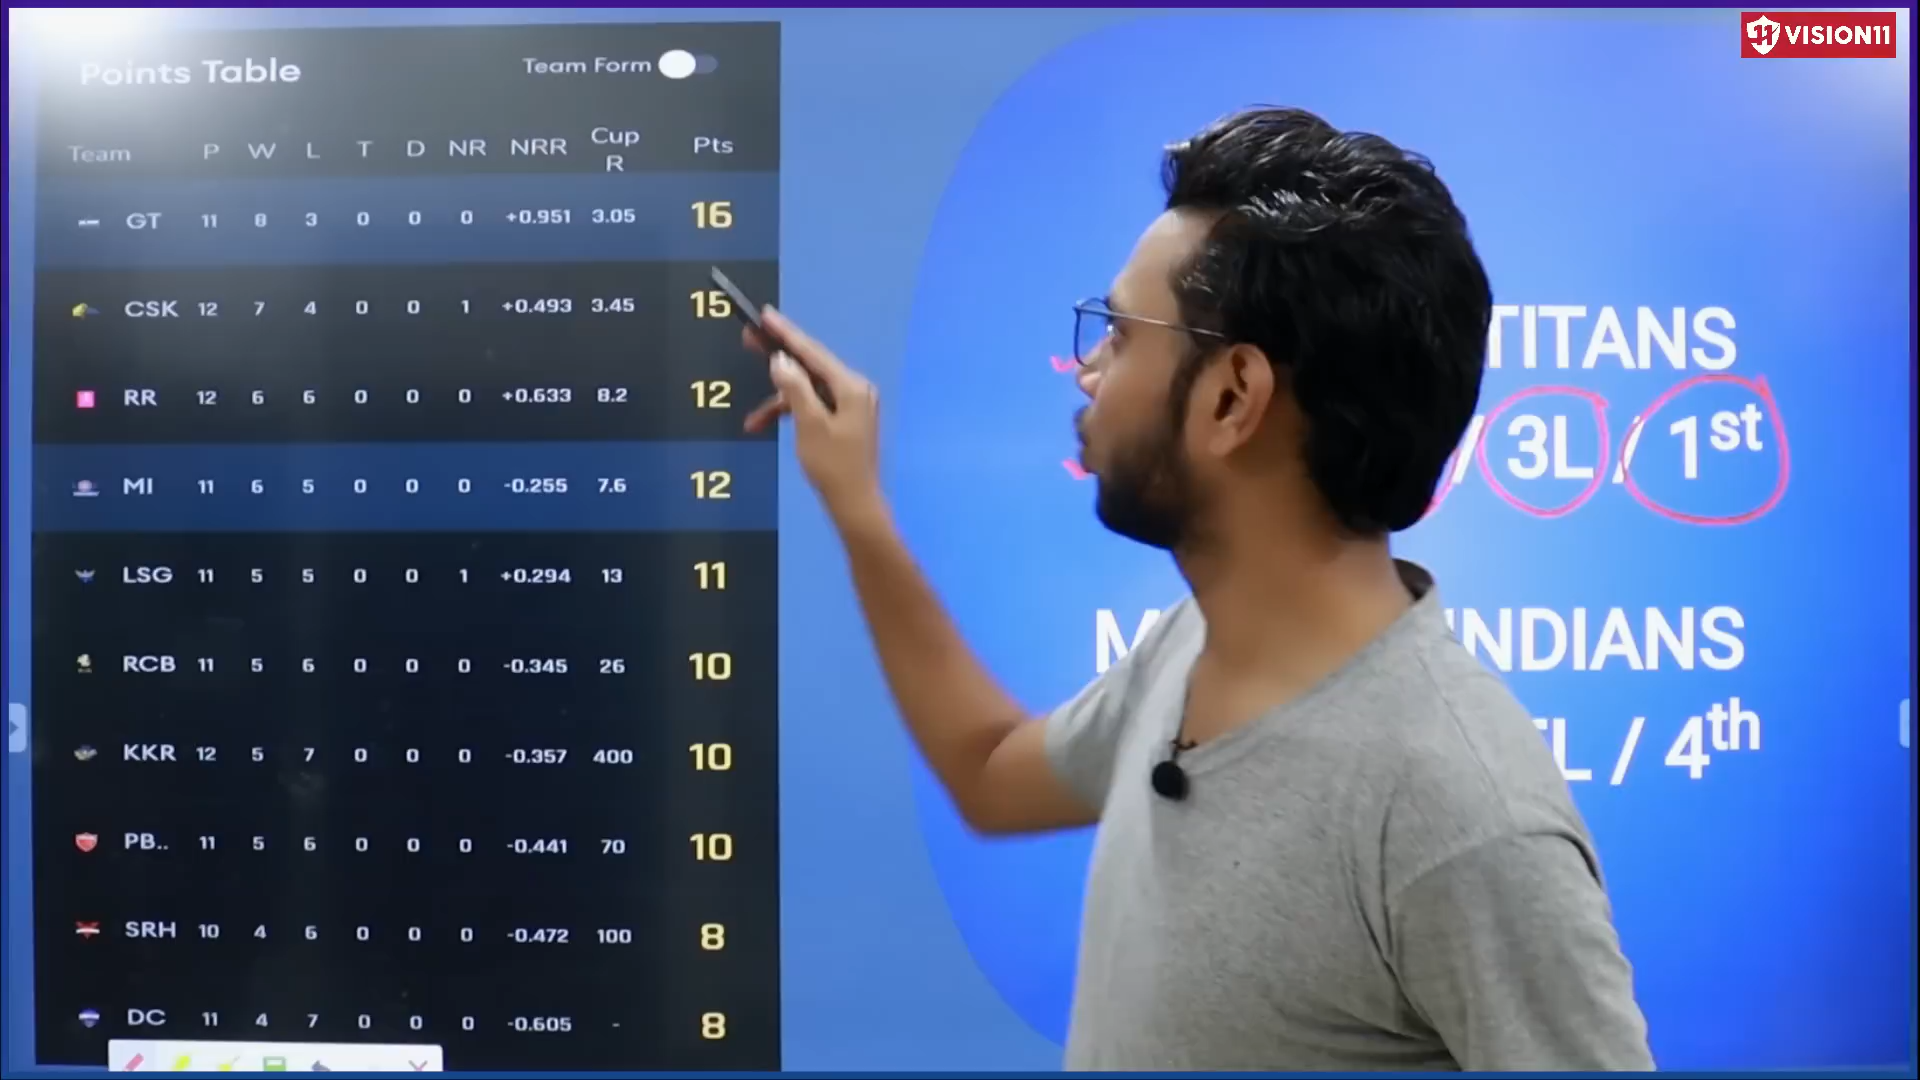 VISION11
Points Table
Team Form
Team P W L T D NR NRR Cup R Pts
GT 11 8 3 0 0 0 +0.951 3.05 16
CSK 12 7 4 0 0 1 +0.493 3.45 15
RR 12 6 6 0 0 0 +0.633 8.2 12
MI 11 6 5 0 0 0 -0.255 7.6 12
LSG 11 5 5 0 0 1 +0.294 13 11
RCB 11 5 6 0 0 0 -0.345 26 10
KKR 12 5 7 0 0 0 -0.357 400 10
PB.. 11 5 6 0 0 0 -0.441 70 10
SRH 10 4 6 0 0 0 -0.472 100 8
DC 11 4 7 0 0 0 -0.605 - 8
TITANS
/ 3L / 1st
M INDIANS
L / 4th